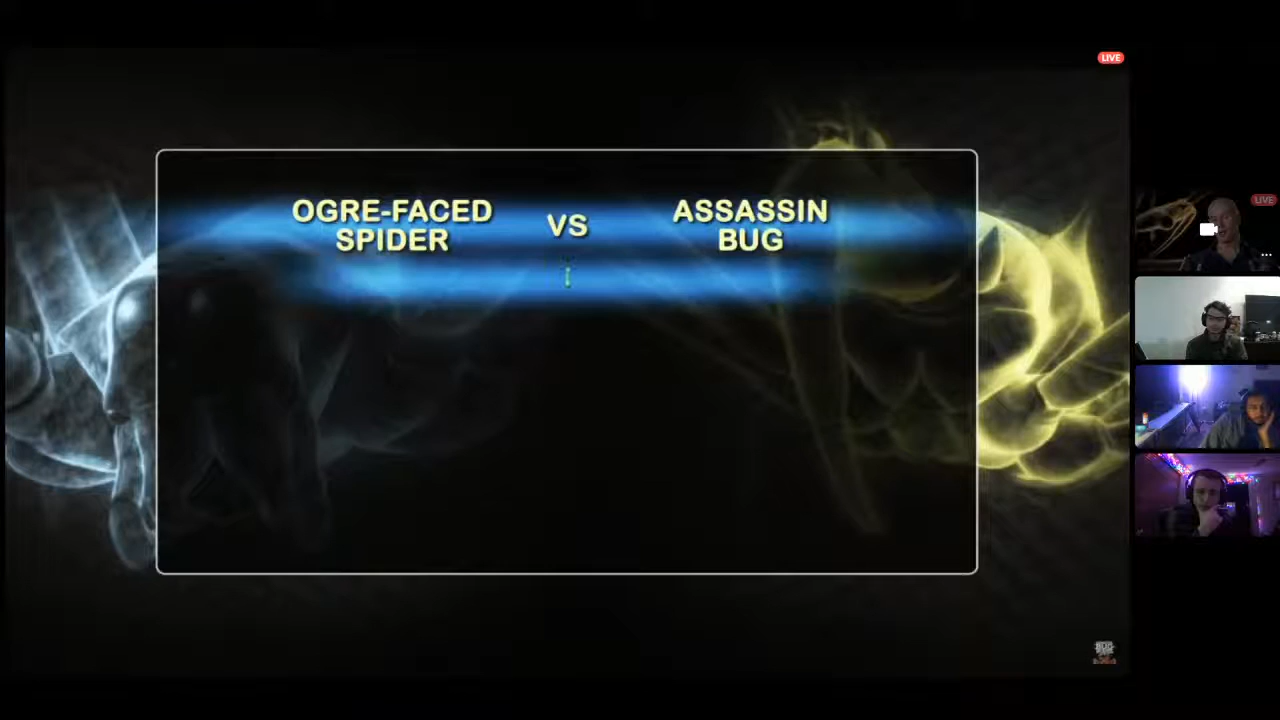 LIVE
OGRE-FACED
SPIDER
VS
ASSASSIN
BUG
LIVE